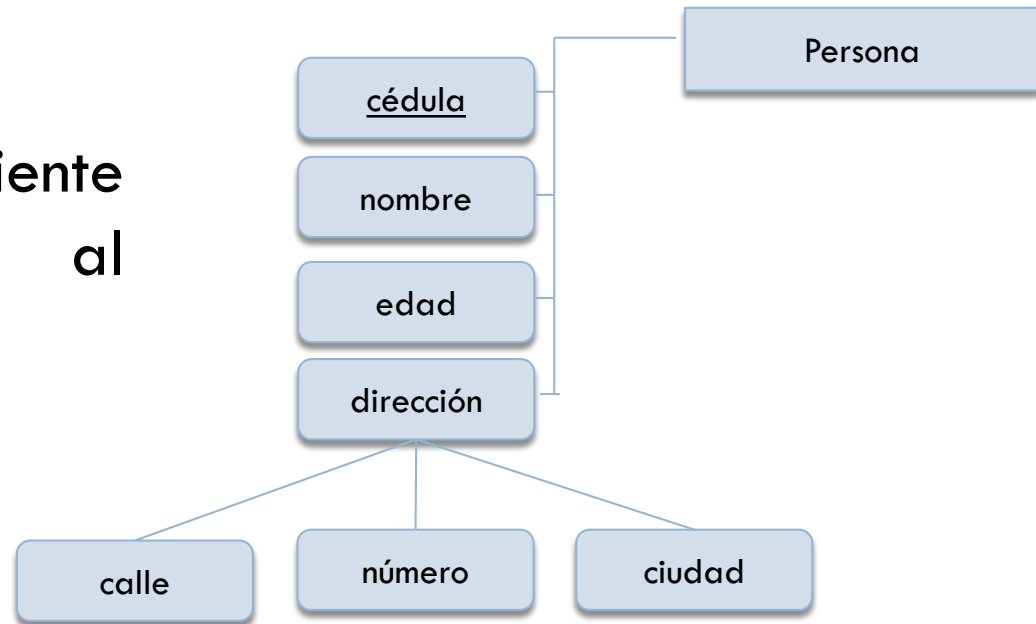 Persona
cédula
iente
nombre
al
edad
dirección
calle
número
ciudad